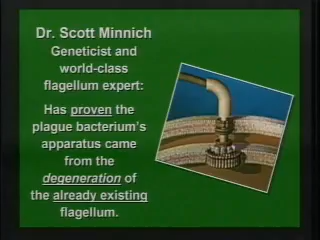 Dr. Scott Minnich
Geneticist and
world-class
flagellum expert:
Has proven the
plague bacterium's
apparatus came
from the
degeneration of
the already existing
flagellum.